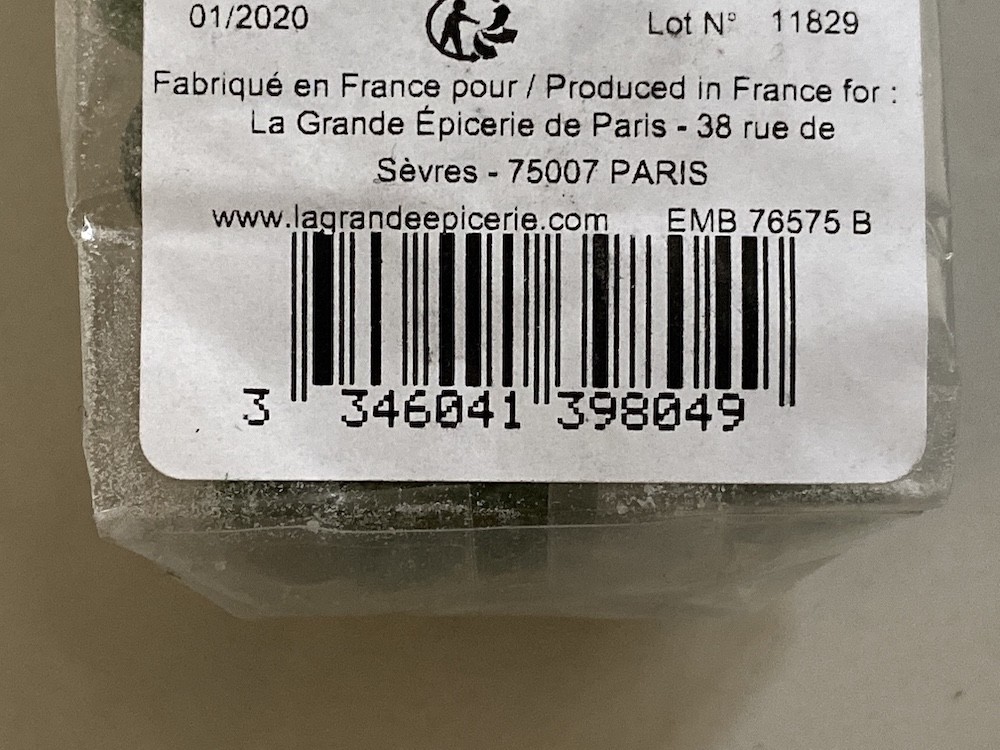 01/2020 Lot N° 11829
Fabriqué en France pour / Produced in France for :
La Grande Épicerie de Paris - 38 rue de
Sèvres - 75007 PARIS
www.lagrandeepicerie.com EMB 76575 B
3 346041 398049